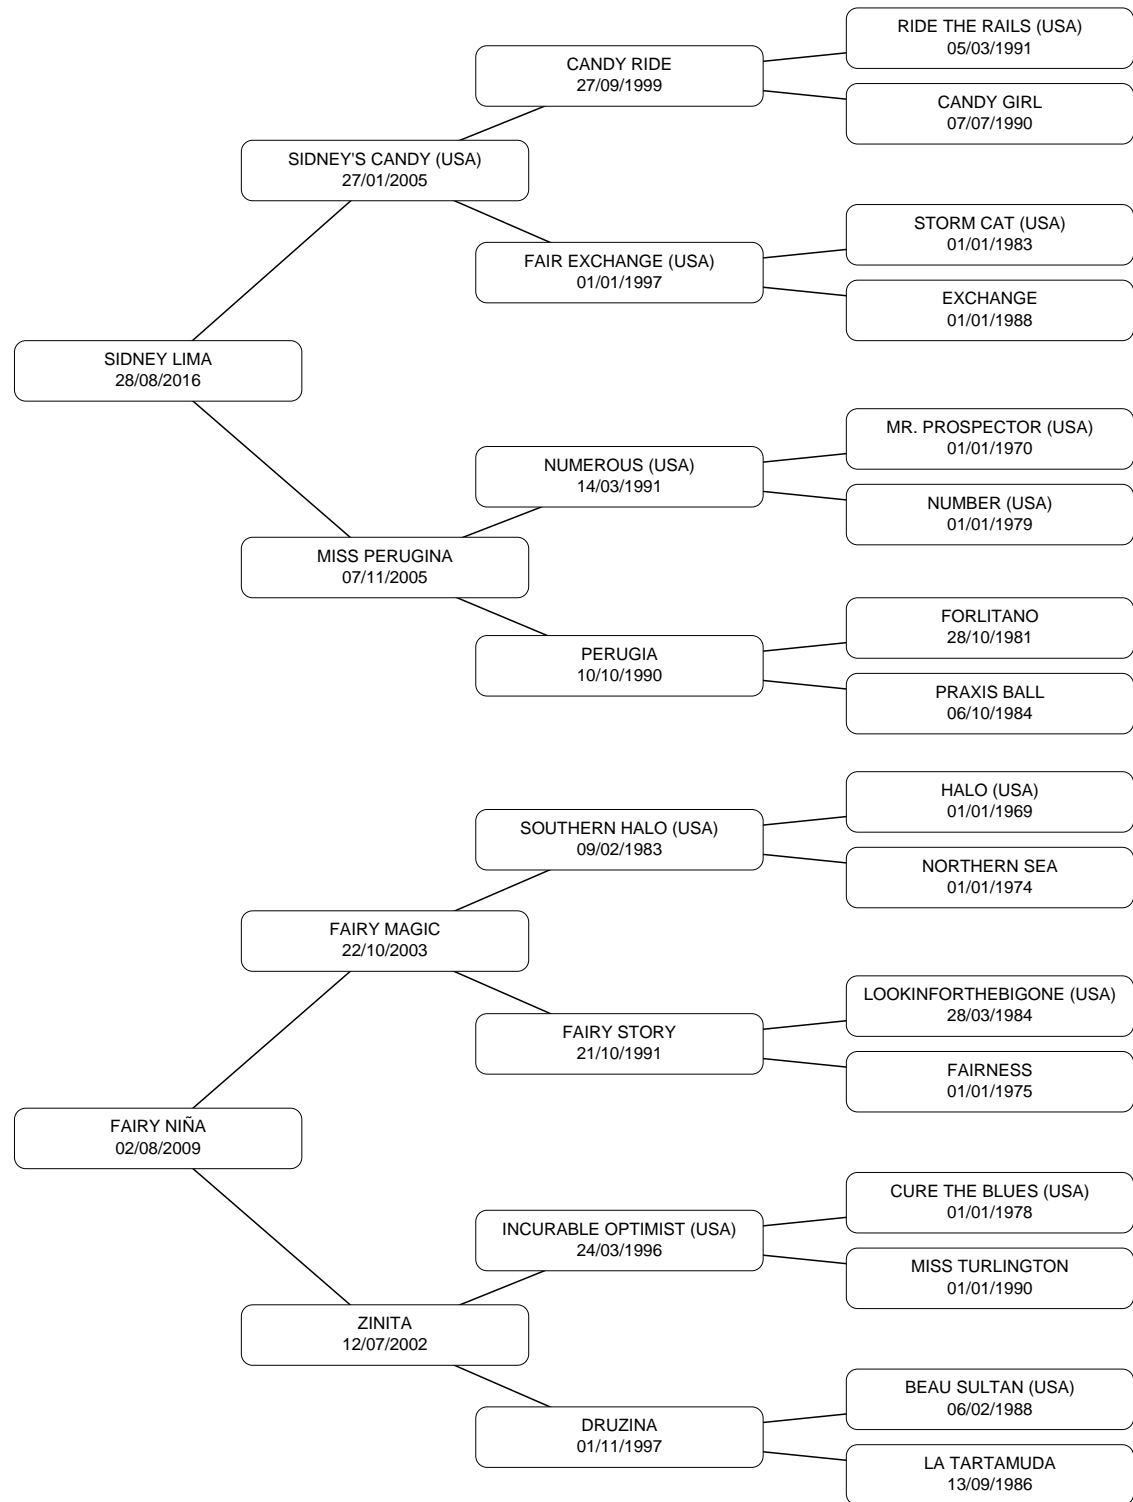 RIDE THE RAILS (USA)
05/03/1991
CANDY RIDE
27/09/1999
CANDY GIRL
07/07/1990
SIDNEY'S CANDY (USA)
27/01/2005
STORM CAT (USA)
01/01/1983
FAIR EXCHANGE (USA)
01/01/1997
EXCHANGE
01/01/1988
SIDNEY LIMA
28/08/2016
MR. PROSPECTOR (USA)
01/01/1970
NUMEROUS (USA)
14/03/1991
NUMBER (USA)
01/01/1979
MISS PERUGINA
07/11/2005
FORLITANO
28/10/1981
PERUGIA
10/10/1990
PRAXIS BALL
06/10/1984
HALO (USA)
01/01/1969
SOUTHERN HALO (USA)
09/02/1983
NORTHERN SEA
01/01/1974
FAIRY MAGIC
22/10/2003
LOOKINFORTHEBIGONE (USA)
28/03/1984
FAIRY STORY
21/10/1991
FAIRNESS
01/01/1975
FAIRY NIÑA
02/08/2009
CURE THE BLUES (USA)
01/01/1978
INCURABLE OPTIMIST (USA)
24/03/1996
MISS TURLINGTON
01/01/1990
ZINITA
12/07/2002
BEAU SULTAN (USA)
06/02/1988
DRUZINA
01/11/1997
LA TARTAMUDA
13/09/1986